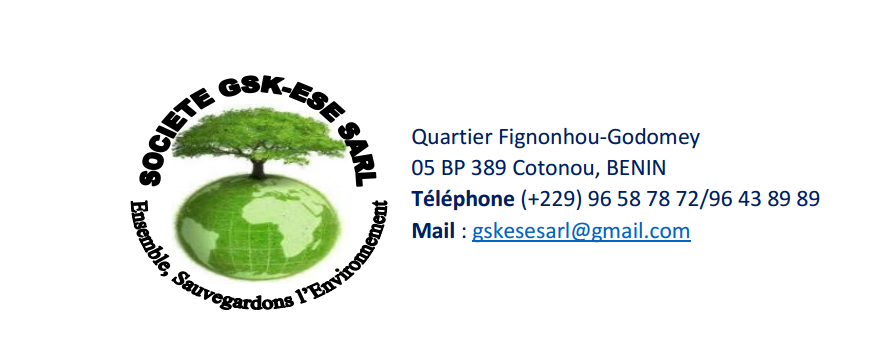 SOCIETE GSK-ESE SARL
Ensemble, Sauvegardons l'Environnement
Quartier Fignonhou-Godomey
05 BP 389 Cotonou, BENIN
Téléphone (+229) 96 58 78 72/96 43 89 89
Mail : gskesesarl@gmail.com